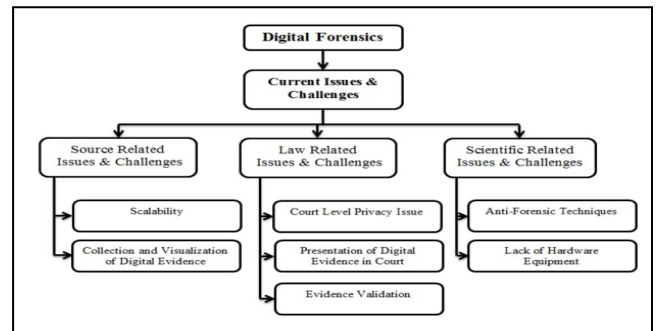 Digital Forensics
Current Issues &
Challenges
Source Related
Issues & Challenges
Law Related
Issues & Challenges
Scientific Related
Issues & Challenges
Scalability
Collection and Visualization
of Digital Evidence
Court Level Privacy Issue
Presentation of Digital
Evidence in Court
Evidence Validation
Anti-Forensic Techniques
Lack of Hardware
Equipment